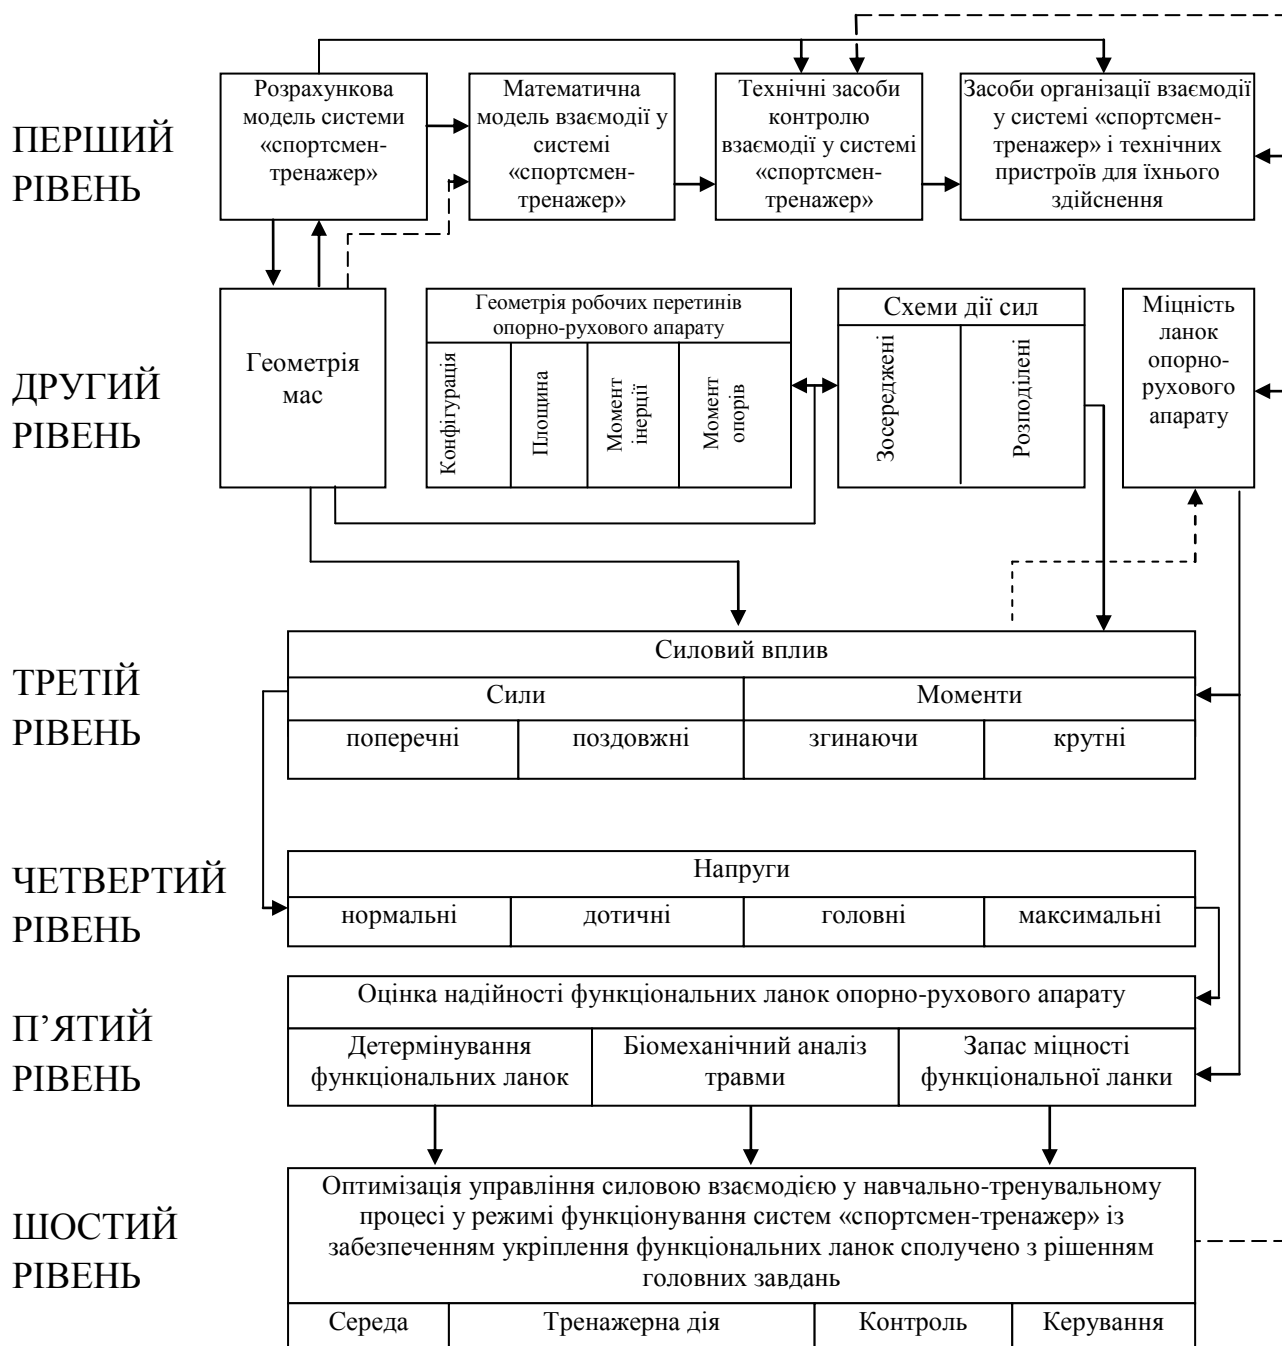 ПЕРШИЙ
РІВЕНЬ
Розрахункова
модель системи
«спортсмен-
тренажер»
Математична
модель взаємодії у
системі
«спортсмен-
тренажер»
Технічні засоби
контролю
взаємодії у системі
«спортсмен-
тренажер»
Засоби організації взаємодії
у системі «спортсмен-
тренажер» і технічних
пристроїв для їхнього
здійснення
ДРУГИЙ
РІВЕНЬ
Геометрія
мас
Геометрія робочих перетинів
опорно-рухового апарату
Конфігурація
Площина
Момент
інерції
Момент
опорів
Схеми дії сил
Зосереджені
Розподілені
Міцність
ланок
опорно-
рухового
апарату
ТРЕТІЙ
РІВЕНЬ
Силовий вплив
Сили
Моменти
поперечні
поздовжні
згинаючи
крутні
ЧЕТВЕРТИЙ
РІВЕНЬ
Напруги
нормальні
дотичні
головні
максимальні
П’ЯТИЙ
РІВЕНЬ
Оцінка надійності функціональних ланок опорно-рухового апарату
Детермінування
функціональних ланок
Біомеханічний аналіз
травми
Запас міцності
функціональної ланки
ШОСТИЙ
РІВЕНЬ
Оптимізація управління силовою взаємодією у навчально-тренувальному
процесі у режимі функціонування систем «спортсмен-тренажер» із
забезпеченням укріплення функціональних ланок сполучено з рішенням
головних завдань
Середа
Тренажерна дія
Контроль
Керування